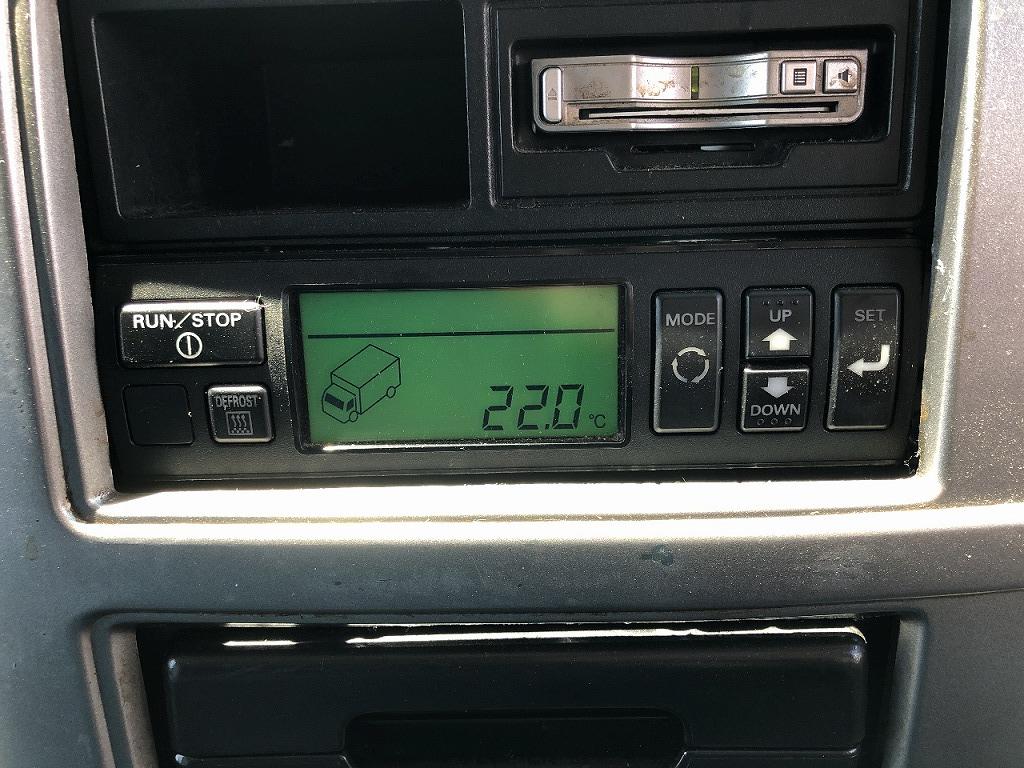 RUN/STOP
DEFROST
22.0 °C
MODE
UP
DOWN
SET